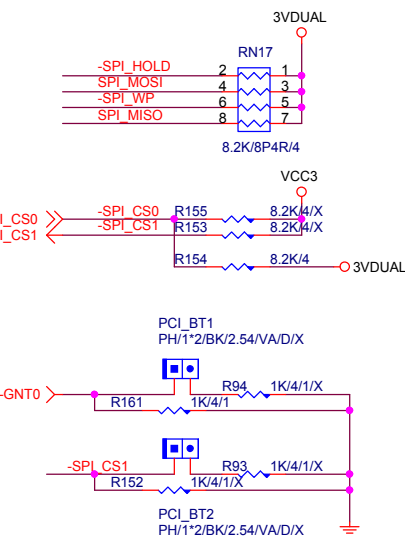 3VDUAL
RN17
-SPI_HOLD 2 1
SPI_MOSI 4 3
-SPI_WP 6 5
SPI_MISO 8 7
8.2K/8P4R/4
VCC3
I_CS0 -SPI_CS0 R155 8.2K/4/X
I_CS1 -SPI_CS1 R153 8.2K/4/X
R154 8.2K/4 3VDUAL
PCI_BT1
PH/1*2/BK/2.54/VA/D/X
-GNT0 R94 1K/4/1/X
R161 1K/4/1
-SPI_CS1 R93 1K/4/1/X
R152 1K/4/1/X
PCI_BT2
PH/1*2/BK/2.54/VA/D/X